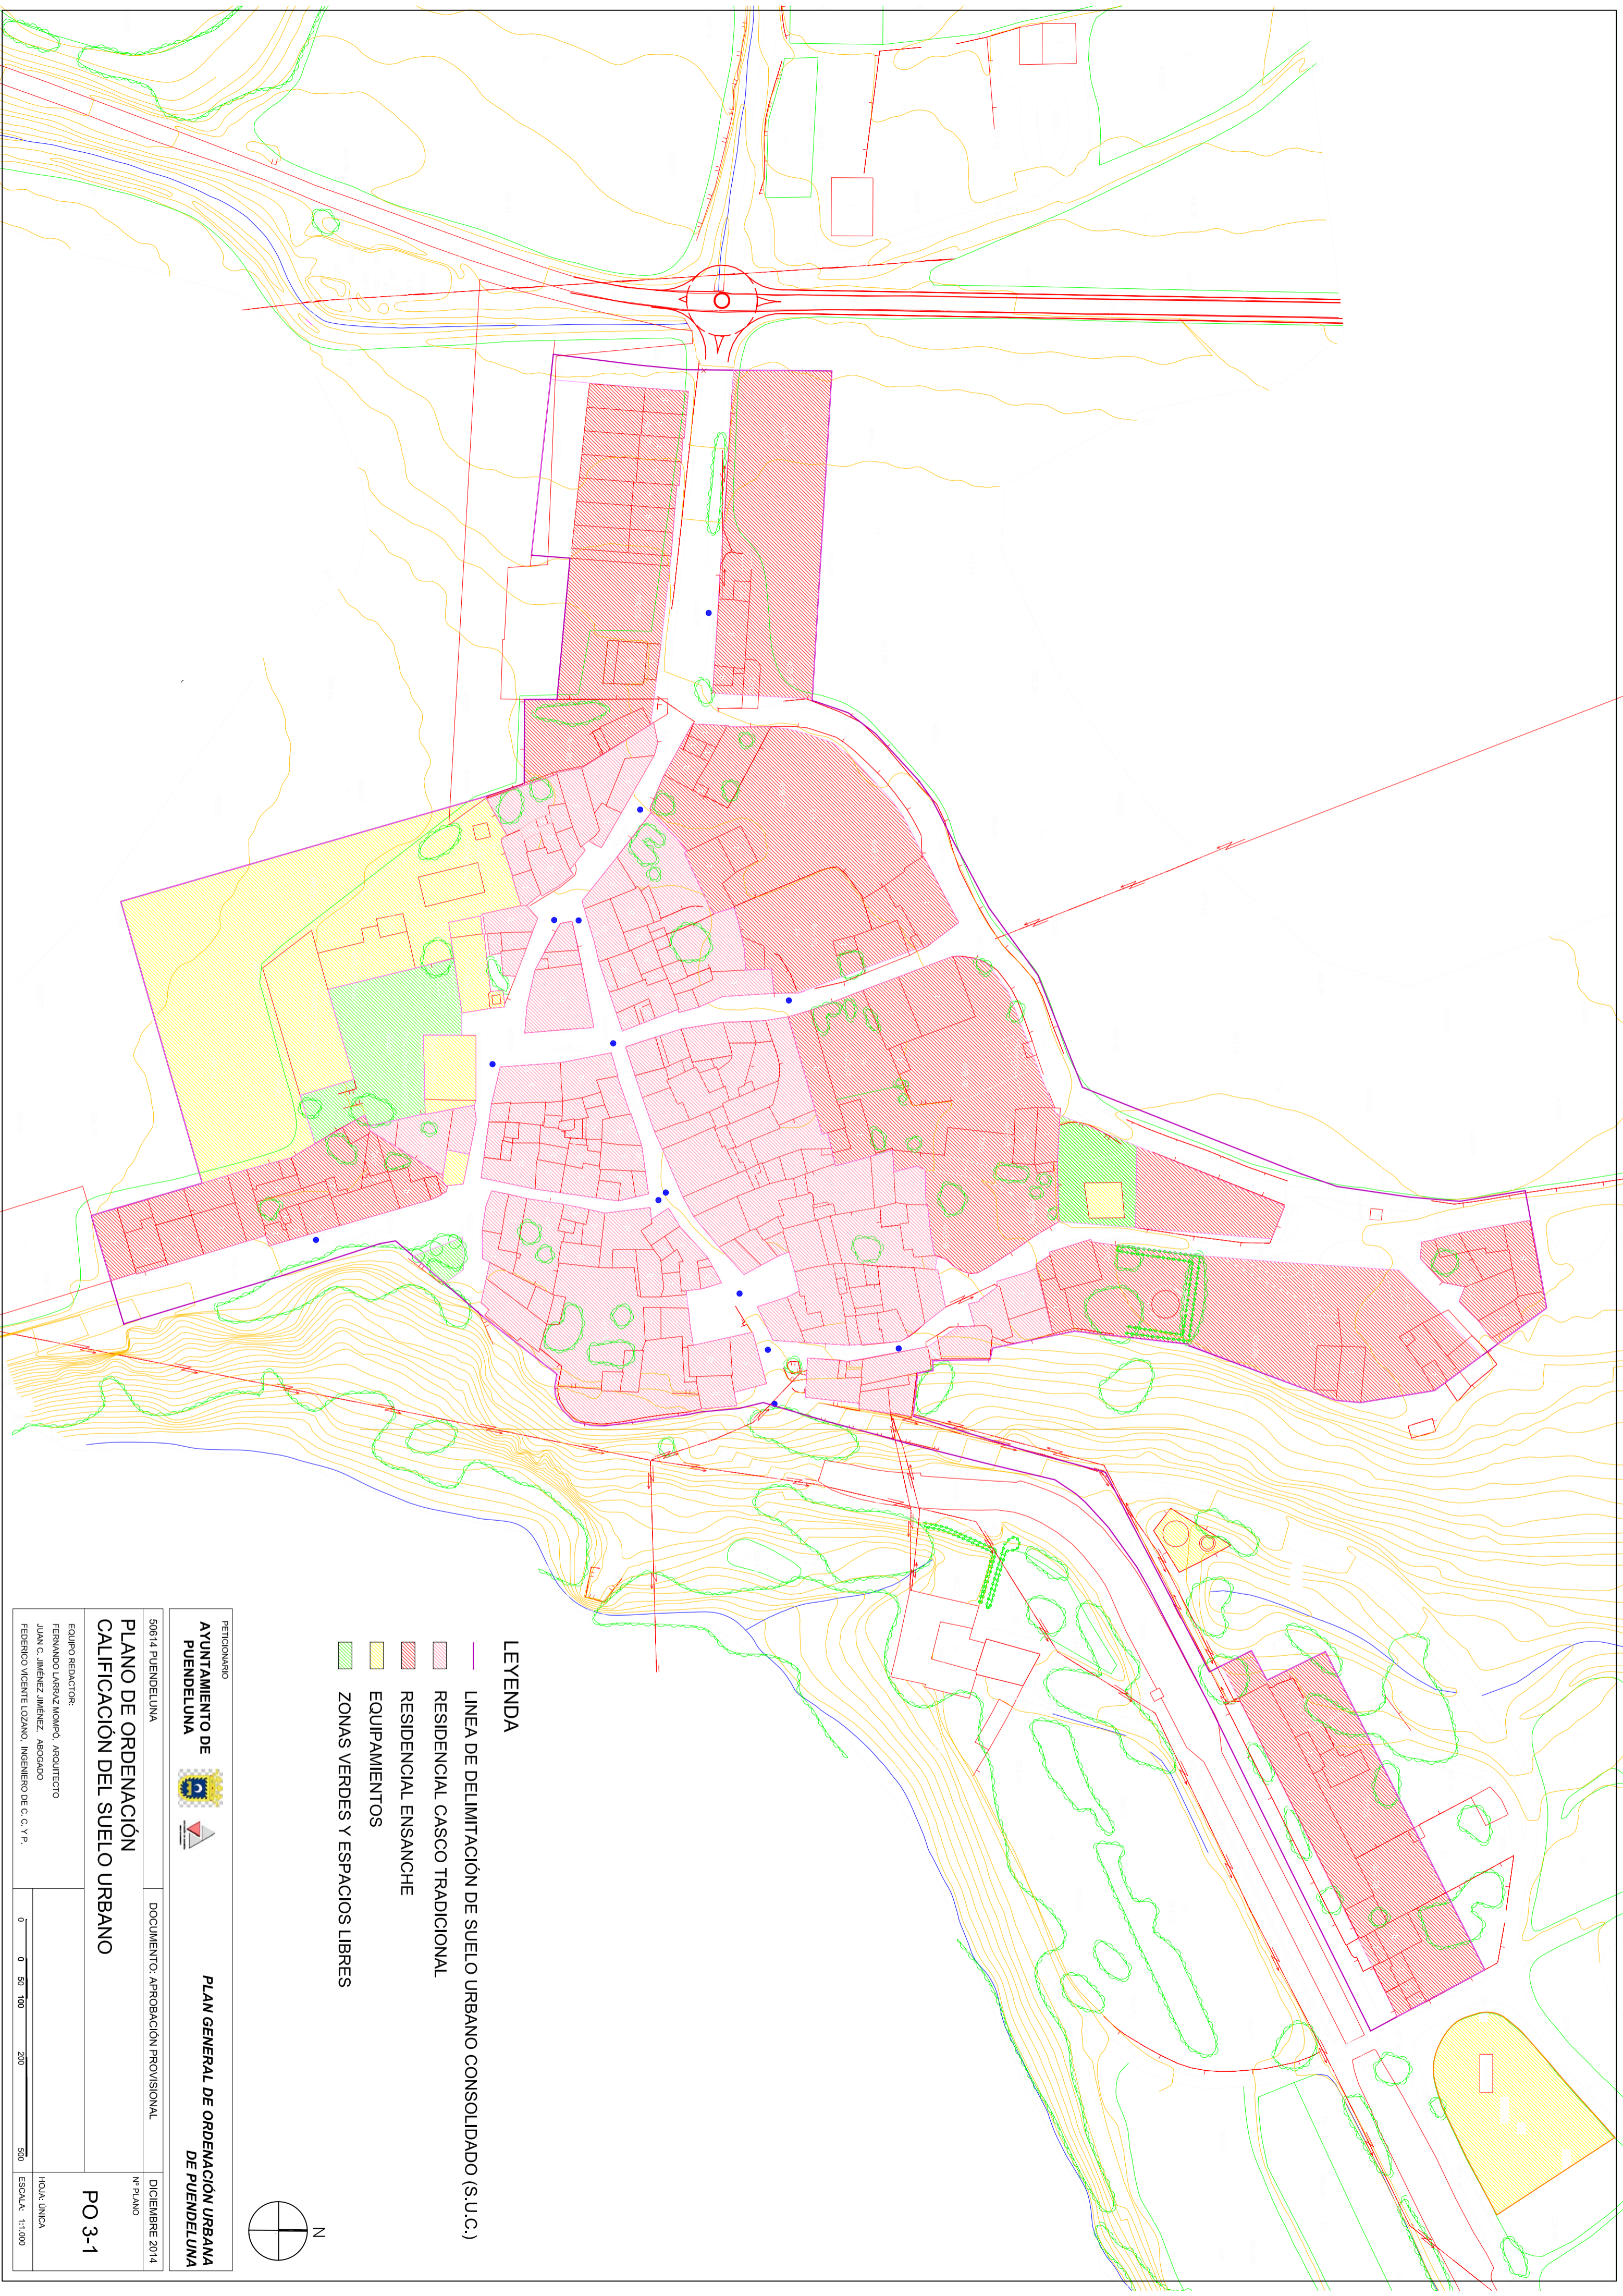 LEYENDA
LINEA DE DELIMITACIÓN DE SUELO URBANO CONSOLIDADO (S.U.C.)
RESIDENCIAL CASCO TRADICIONAL
RESIDENCIAL ENSANCHE
EQUIPAMIENTOS
ZONAS VERDES Y ESPACIOS LIBRES
N
PETICIONARIO
AYUNTAMIENTO DE
PUENDELUNA
PLAN GENERAL DE ORDENACIÓN URBANA
DE PUENDELUNA
50614 PUENDELUNA
DOCUMENTO: APROBACIÓN PROVISIONAL
DICIEMBRE 2014
PLANO DE ORDENACIÓN
CALIFICACIÓN DEL SUELO URBANO
Nº PLANO
PO 3-1
EQUIPO REDACTOR:
FERNANDO LARRAZ MOMPÓ, ARQUITECTO
JUAN C. JIMÉNEZ JIMÉNEZ, ABOGADO
FEDERICO VICENTE LOZANO, INGENIERO DE C. C. Y P.
HOJA: ÚNICA
0 0 50 100 200 500
ESCALA: 1:1.000